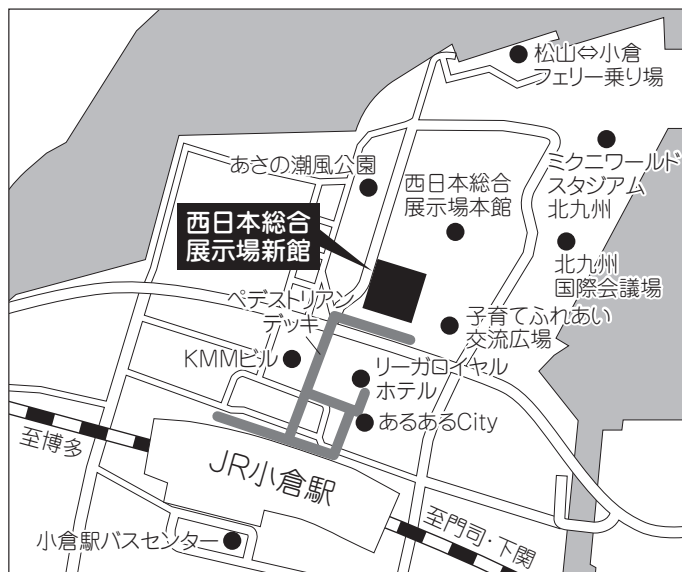 松山⇔小倉
フェリー乗り場
ミクニワールド
スタジアム
北九州
あさの潮風公園
西日本総合
展示場本館
西日本総合
展示場新館
北九州
国際会議場
ペデストリアン
デッキ
子育てふれあい
交流広場
KMMビル
リーガロイヤル
ホテル
あるあるCity
至博多
JR小倉駅
至門司・下関
小倉駅バスセンター